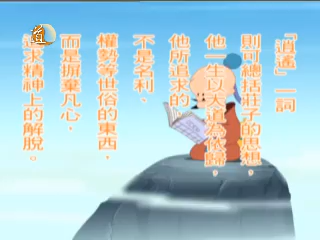 「逍遙」一詞
則可總括莊子的思想，
他一生以大道為依歸，
他所追求的
不是名利、
權勢等世俗的東西，
而是摒棄凡心，
追求精神上的解脫。
道